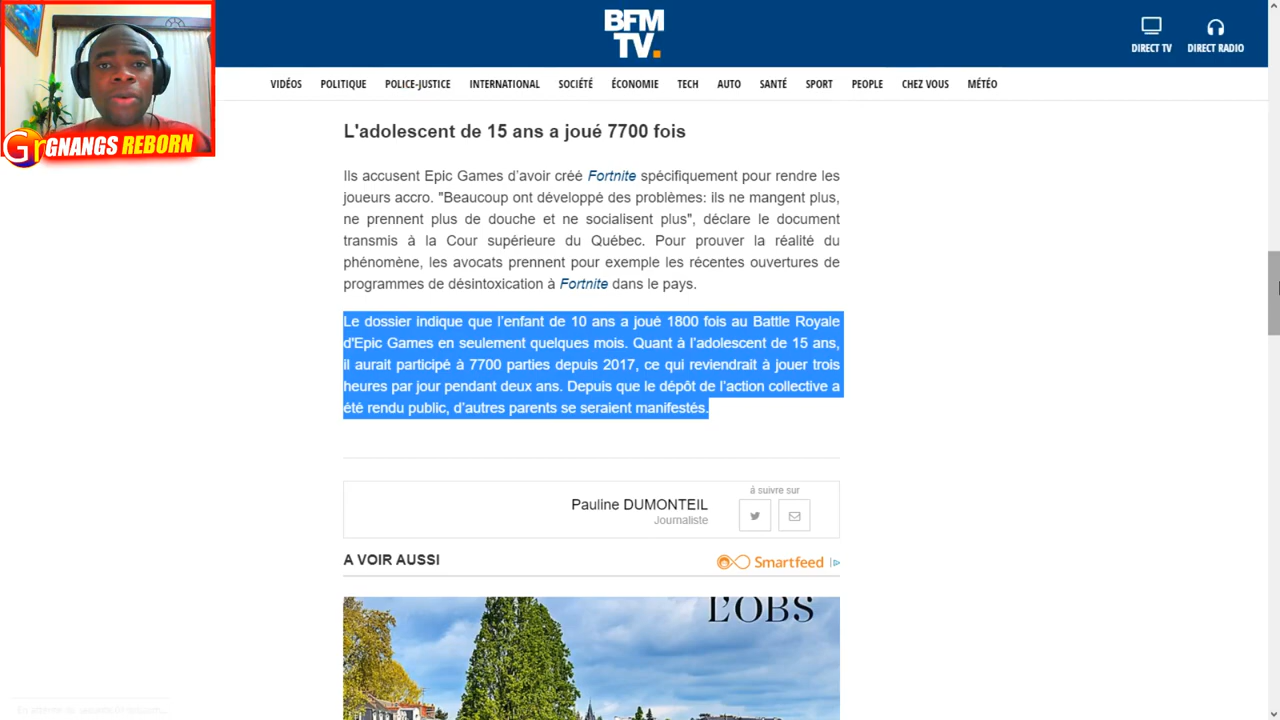 BFM
TV.
DIRECT TV
DIRECT RADIO
Gr GNANGS REBORN
VIDÉOS POLITIQUE POLICE-JUSTICE INTERNATIONAL SOCIÉTÉ ÉCONOMIE TECH AUTO SANTÉ SPORT PEOPLE CHEZ VOUS MÉTÉO
L'adolescent de 15 ans a joué 7700 fois
Ils accusent Epic Games d’avoir créé Fortnite spécifiquement pour rendre les
joueurs accro. "Beaucoup ont développé des problèmes: ils ne mangent plus,
ne prennent plus de douche et ne socialisent plus", déclare le document
transmis à la Cour supérieure du Québec. Pour prouver la réalité du
phénomène, les avocats prennent pour exemple les récentes ouvertures de
programmes de désintoxication à Fortnite dans le pays.
Le dossier indique que l’enfant de 10 ans a joué 1800 fois au Battle Royale
d'Epic Games en seulement quelques mois. Quant à l’adolescent de 15 ans,
il aurait participé à 7700 parties depuis 2017, ce qui reviendrait à jouer trois
heures par jour pendant deux ans. Depuis que le dépôt de l’action collective a
été rendu public, d’autres parents se seraient manifestés.
à suivre sur
Pauline DUMONTEIL
Journaliste
A VOIR AUSSI
Smartfeed
L'OBS